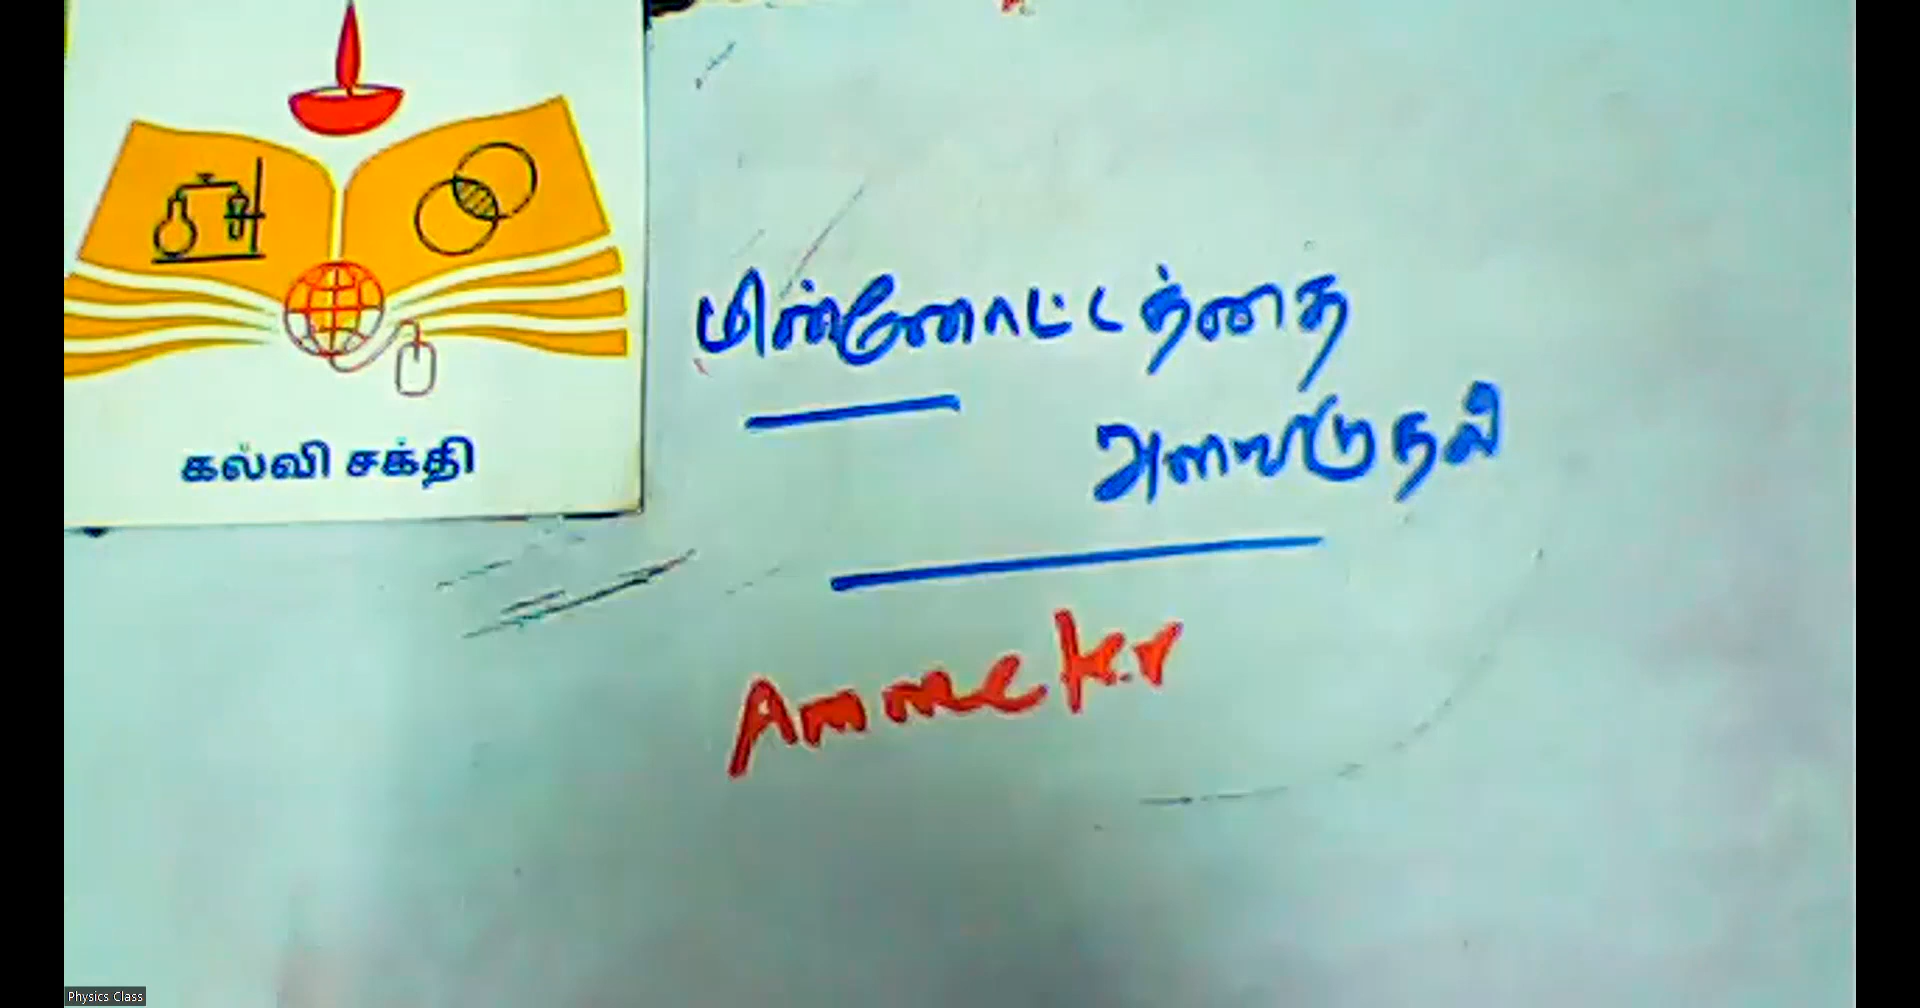 கல்வி சக்தி
மின்னோட்டத்தை
அளவிடுதல்
Ammeter
Physics Class